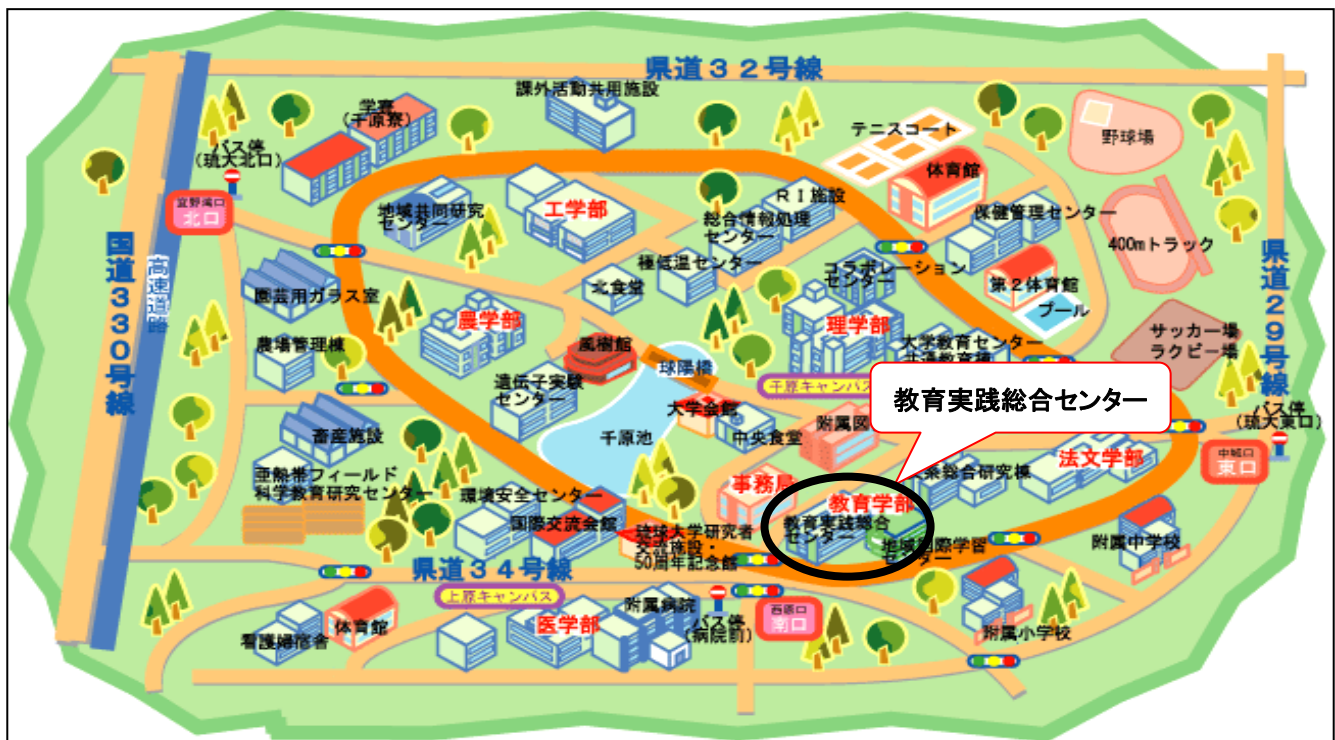 県道32号線
課外活動共用施設
学寮
(千原寮)
バス停
(琉大北口)
テニスコート
野球場
体育館
宜野湾口
北口
地域共同研究
センター
工学部
RI施設
総合情報処理
センター
保健管理センター
400mトラック
国道330号線
高速道路
県道29号線
極低温センター
コラボレーション
センター
園芸用ガラス室
北食堂
第2体育館
プール
農学部
理学部
サッカー場
ラクビー場
農場管理棟
風樹館
球陽橋
大学教育センター
遺伝子実験
センター
千原キャンパス
教育実践総合センター
大学会館
附属図
バス停
(琉大東口)
畜産施設
千原池
中央食堂
法文学部
中城口
東口
亜熱帯フィールド
科学教育研究センター
環境安全センター
事務局
総合研究棟
教育学部
国際交流会館
琉球大学研究者
交流施設・
50周年記念館
教育実践総合
センター
地域国際学習
センター
附属中学校
県道34号線
上原キャンパス
附属病院
医学部
バス停
(病院前)
西原口
南口
附属小学校
体育館
看護婦宿舎